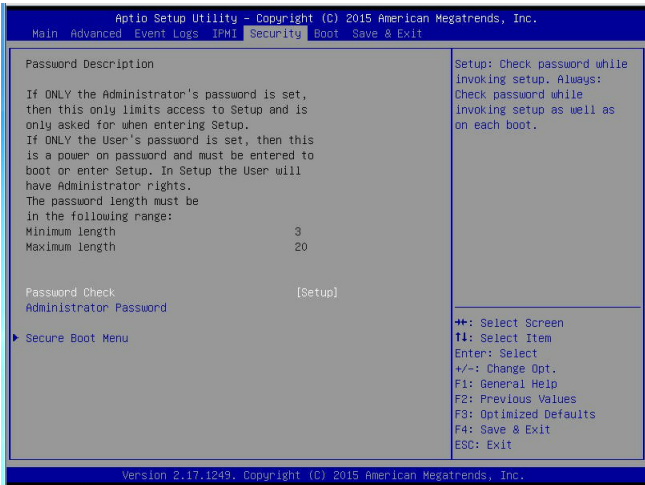 Aptio Setup Utility – Copyright (C) 2015 American Megatrends, Inc.
Main Advanced Event Logs IPMI Security Boot Save & Exit
Password Description
If ONLY the Administrator's password is set,
then this only limits access to Setup and is
only asked for when entering Setup.
If ONLY the User's password is set, then this
is a power on password and must be entered to
boot or enter Setup. In Setup the User will
have Administrator rights.
The password length must be
in the following range:
Minimum length 3
Maximum length 20
Password Check [Setup]
Administrator Password
Secure Boot Menu
Setup: Check password while
invoking setup. Always:
Check password while
invoking setup as well as
on each boot.
→←: Select Screen
↑↓: Select Item
Enter: Select
+/-: Change Opt.
F1: General Help
F2: Previous Values
F3: Optimized Defaults
F4: Save & Exit
ESC: Exit
Version 2.17.1249. Copyright (C) 2015 American Megatrends, Inc.